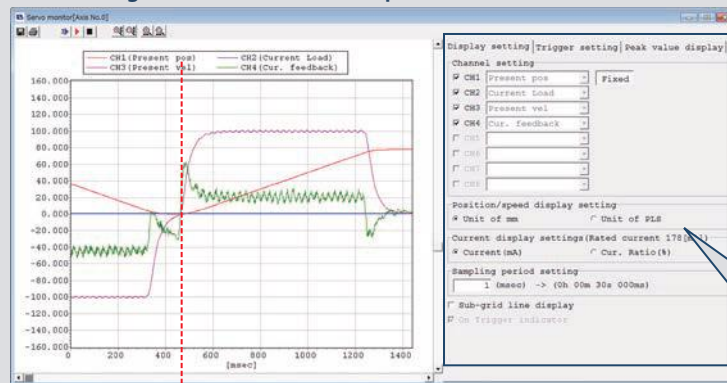 Servo monitor[Axis No.0]
CH1(Present pos) CH2(Current Load)
CH3(Present vel) CH4(Cur. feedback)
160.000
140.000
120.000
100.000
80.000
60.000
40.000
20.000
0.000
-20.000
-40.000
-60.000
-80.000
-100.000
-120.000
-140.000
-160.000
0 200 400 600 800 1000 1200 1400
[msec]
Display setting Trigger setting Peak value display
Channel setting
CH1 Present pos Fixed
CH2 Current Load
CH3 Present vel
CH4 Cur. feedback
CH5
CH6
CH7
CH8
Position/speed display setting
Unit of mm Unit of PLS
Current display settings(Rated current 178[mA])
Current(mA) Cur. Ratio(%)
Sampling period setting
1 (msec) -> (0h 00m 30s 000ms)
Sub-grid line display
On Trigger indicator